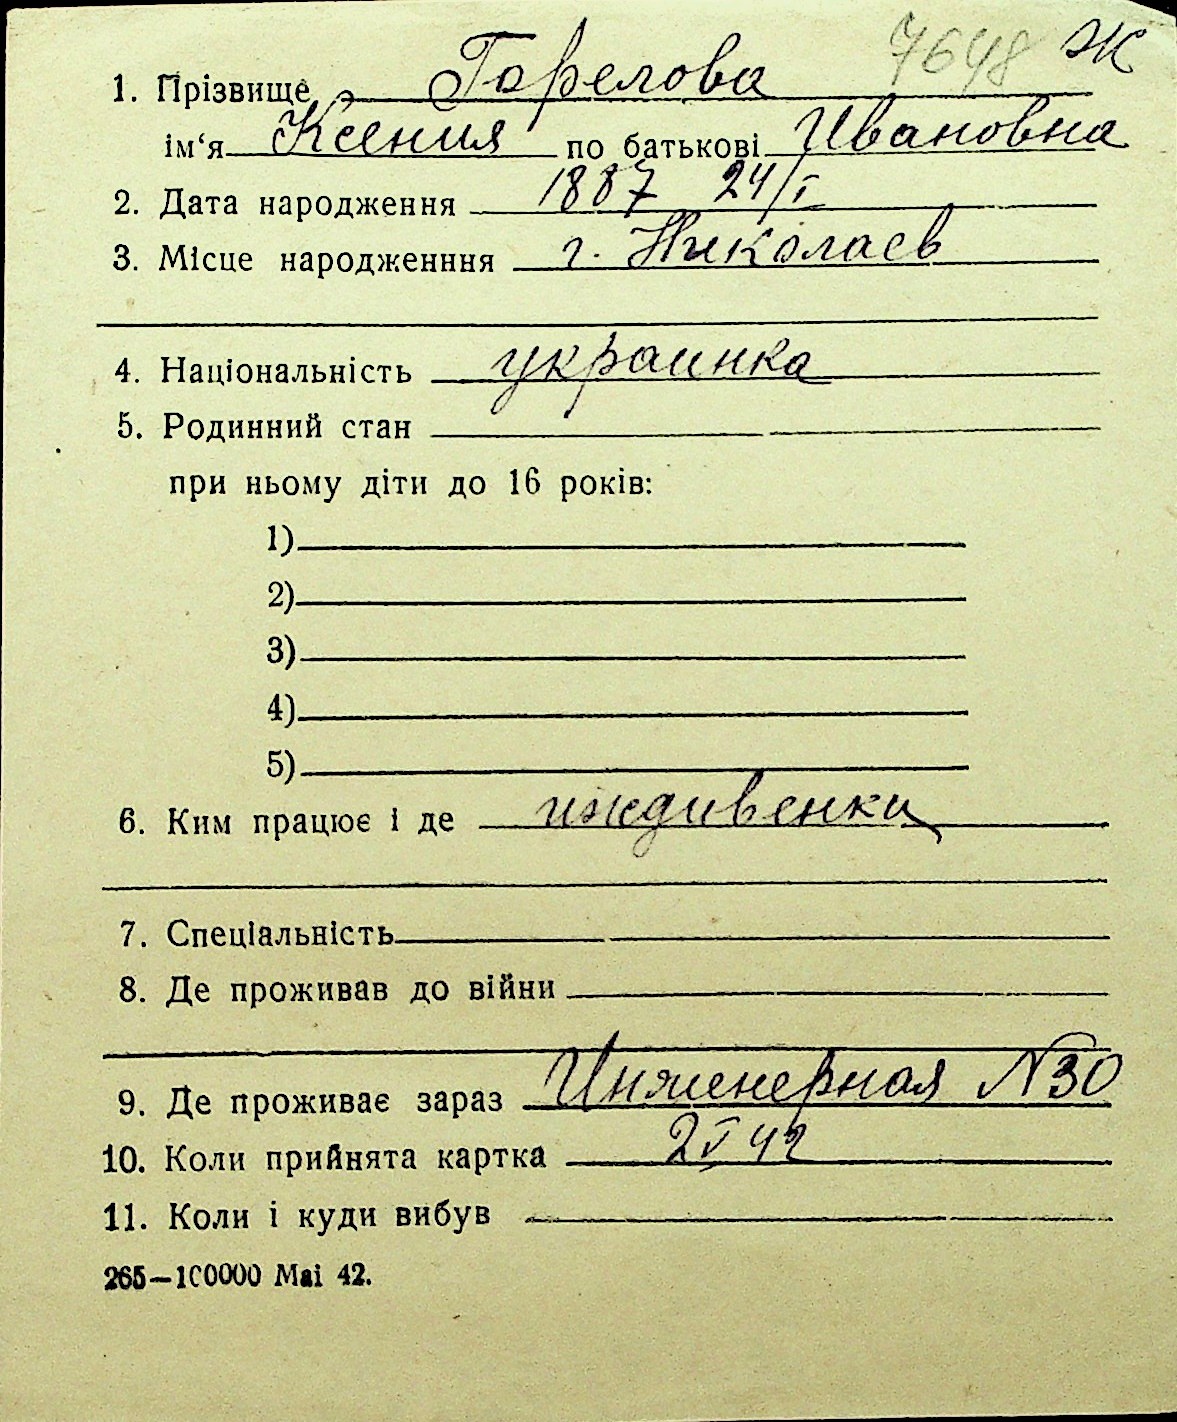 7648 Ж
1. Прізвище Горелова
ім‘я Ксения по батькові Ивановна
2. Дата народження 1887 24/I
3. Місце народженння г. Николаев
4. Національність украинка
5. Родинний стан
при ньому діти до 16 років:
1)
2)
3)
4)
5)
6. Ким працює і де иждивенка
7. Спеціальність
8. Де проживав до війни
9. Де проживає зараз Инженерная №30
10. Коли прийнята картка 2 V 42
11. Коли і куди вибув
265—100000 Mai 42.